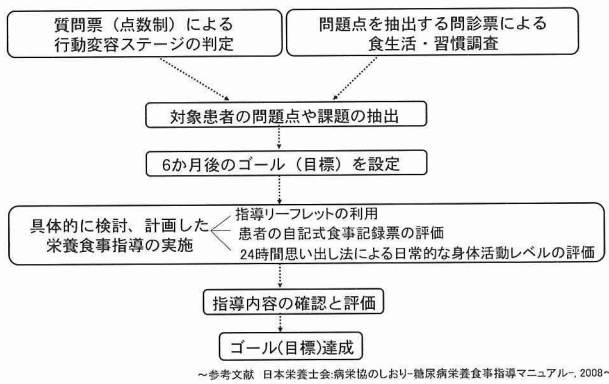 質問票（点数制）による
行動変容ステージの判定
問題点を抽出する問診票による
食生活・習慣調査
対象患者の問題点や課題の抽出
6か月後のゴール（目標）を設定
具体的に検討、計画した
栄養食事指導の実施
指導リーフレットの利用
患者の自記式食事記録票の評価
24時間思い出し法による日常的な身体活動レベルの評価
指導内容の確認と評価
ゴール(目標)達成
～参考文献　日本栄養士会:病栄協のしおり-糖尿病栄養食事指導マニュアル-, 2008～